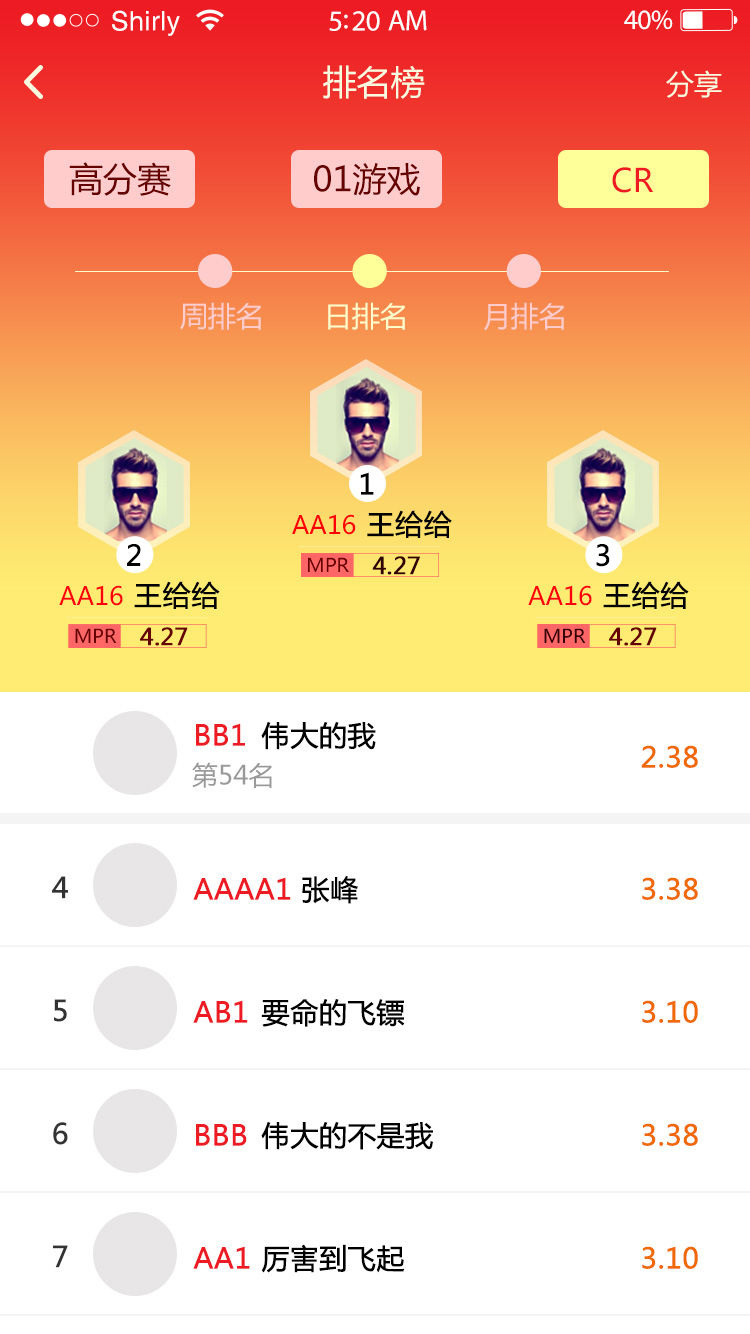 Shirly 5:20 AM 40%
排名榜 分享
高分赛 01游戏 CR
周排名 日排名 月排名
1
AA16 王给给
MPR 4.27
2
AA16 王给给
MPR 4.27
3
AA16 王给给
MPR 4.27
BB1 伟大的我
第54名
2.38
4 AAAA1 张峰 3.38
5 AB1 要命的飞镖 3.10
6 BBB 伟大的不是我 3.38
7 AA1 厉害到飞起 3.10